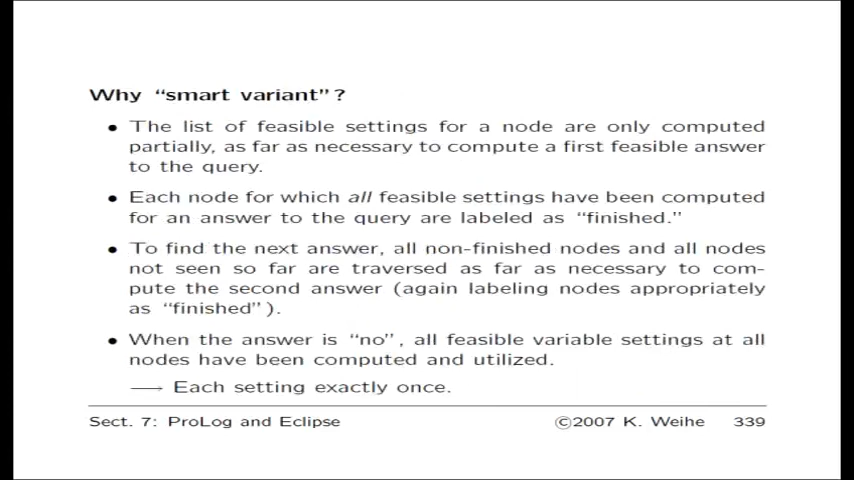 Why “smart variant”?
● The list of feasible settings for a node are only computed
partially, as far as necessary to compute a first feasible answer
to the query.
● Each node for which all feasible settings have been computed
for an answer to the query are labeled as “finished.”
● To find the next answer, all non-finished nodes and all nodes
not seen so far are traversed as far as necessary to com-
pute the second answer (again labeling nodes appropriately
as “finished”).
● When the answer is “no”, all feasible variable settings at all
nodes have been computed and utilized.
⟶ Each setting exactly once.
Sect. 7: ProLog and Eclipse ©2007 K. Weihe 339